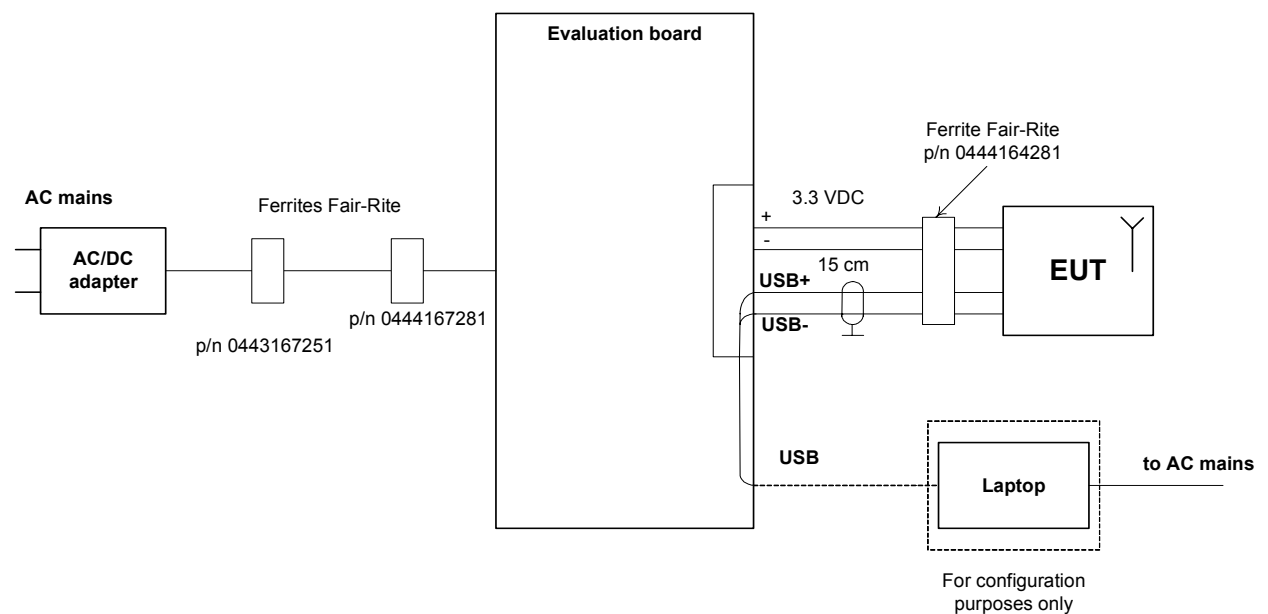 Evaluation board
Ferrite Fair-Rite
p/n 0444164281
AC mains
Ferrites Fair-Rite
3.3 VDC
+
-
AC/DC
adapter
15 cm
EUT
USB+
USB-
p/n 0444167281
p/n 0443167251
USB
to AC mains
Laptop
For configuration
purposes only